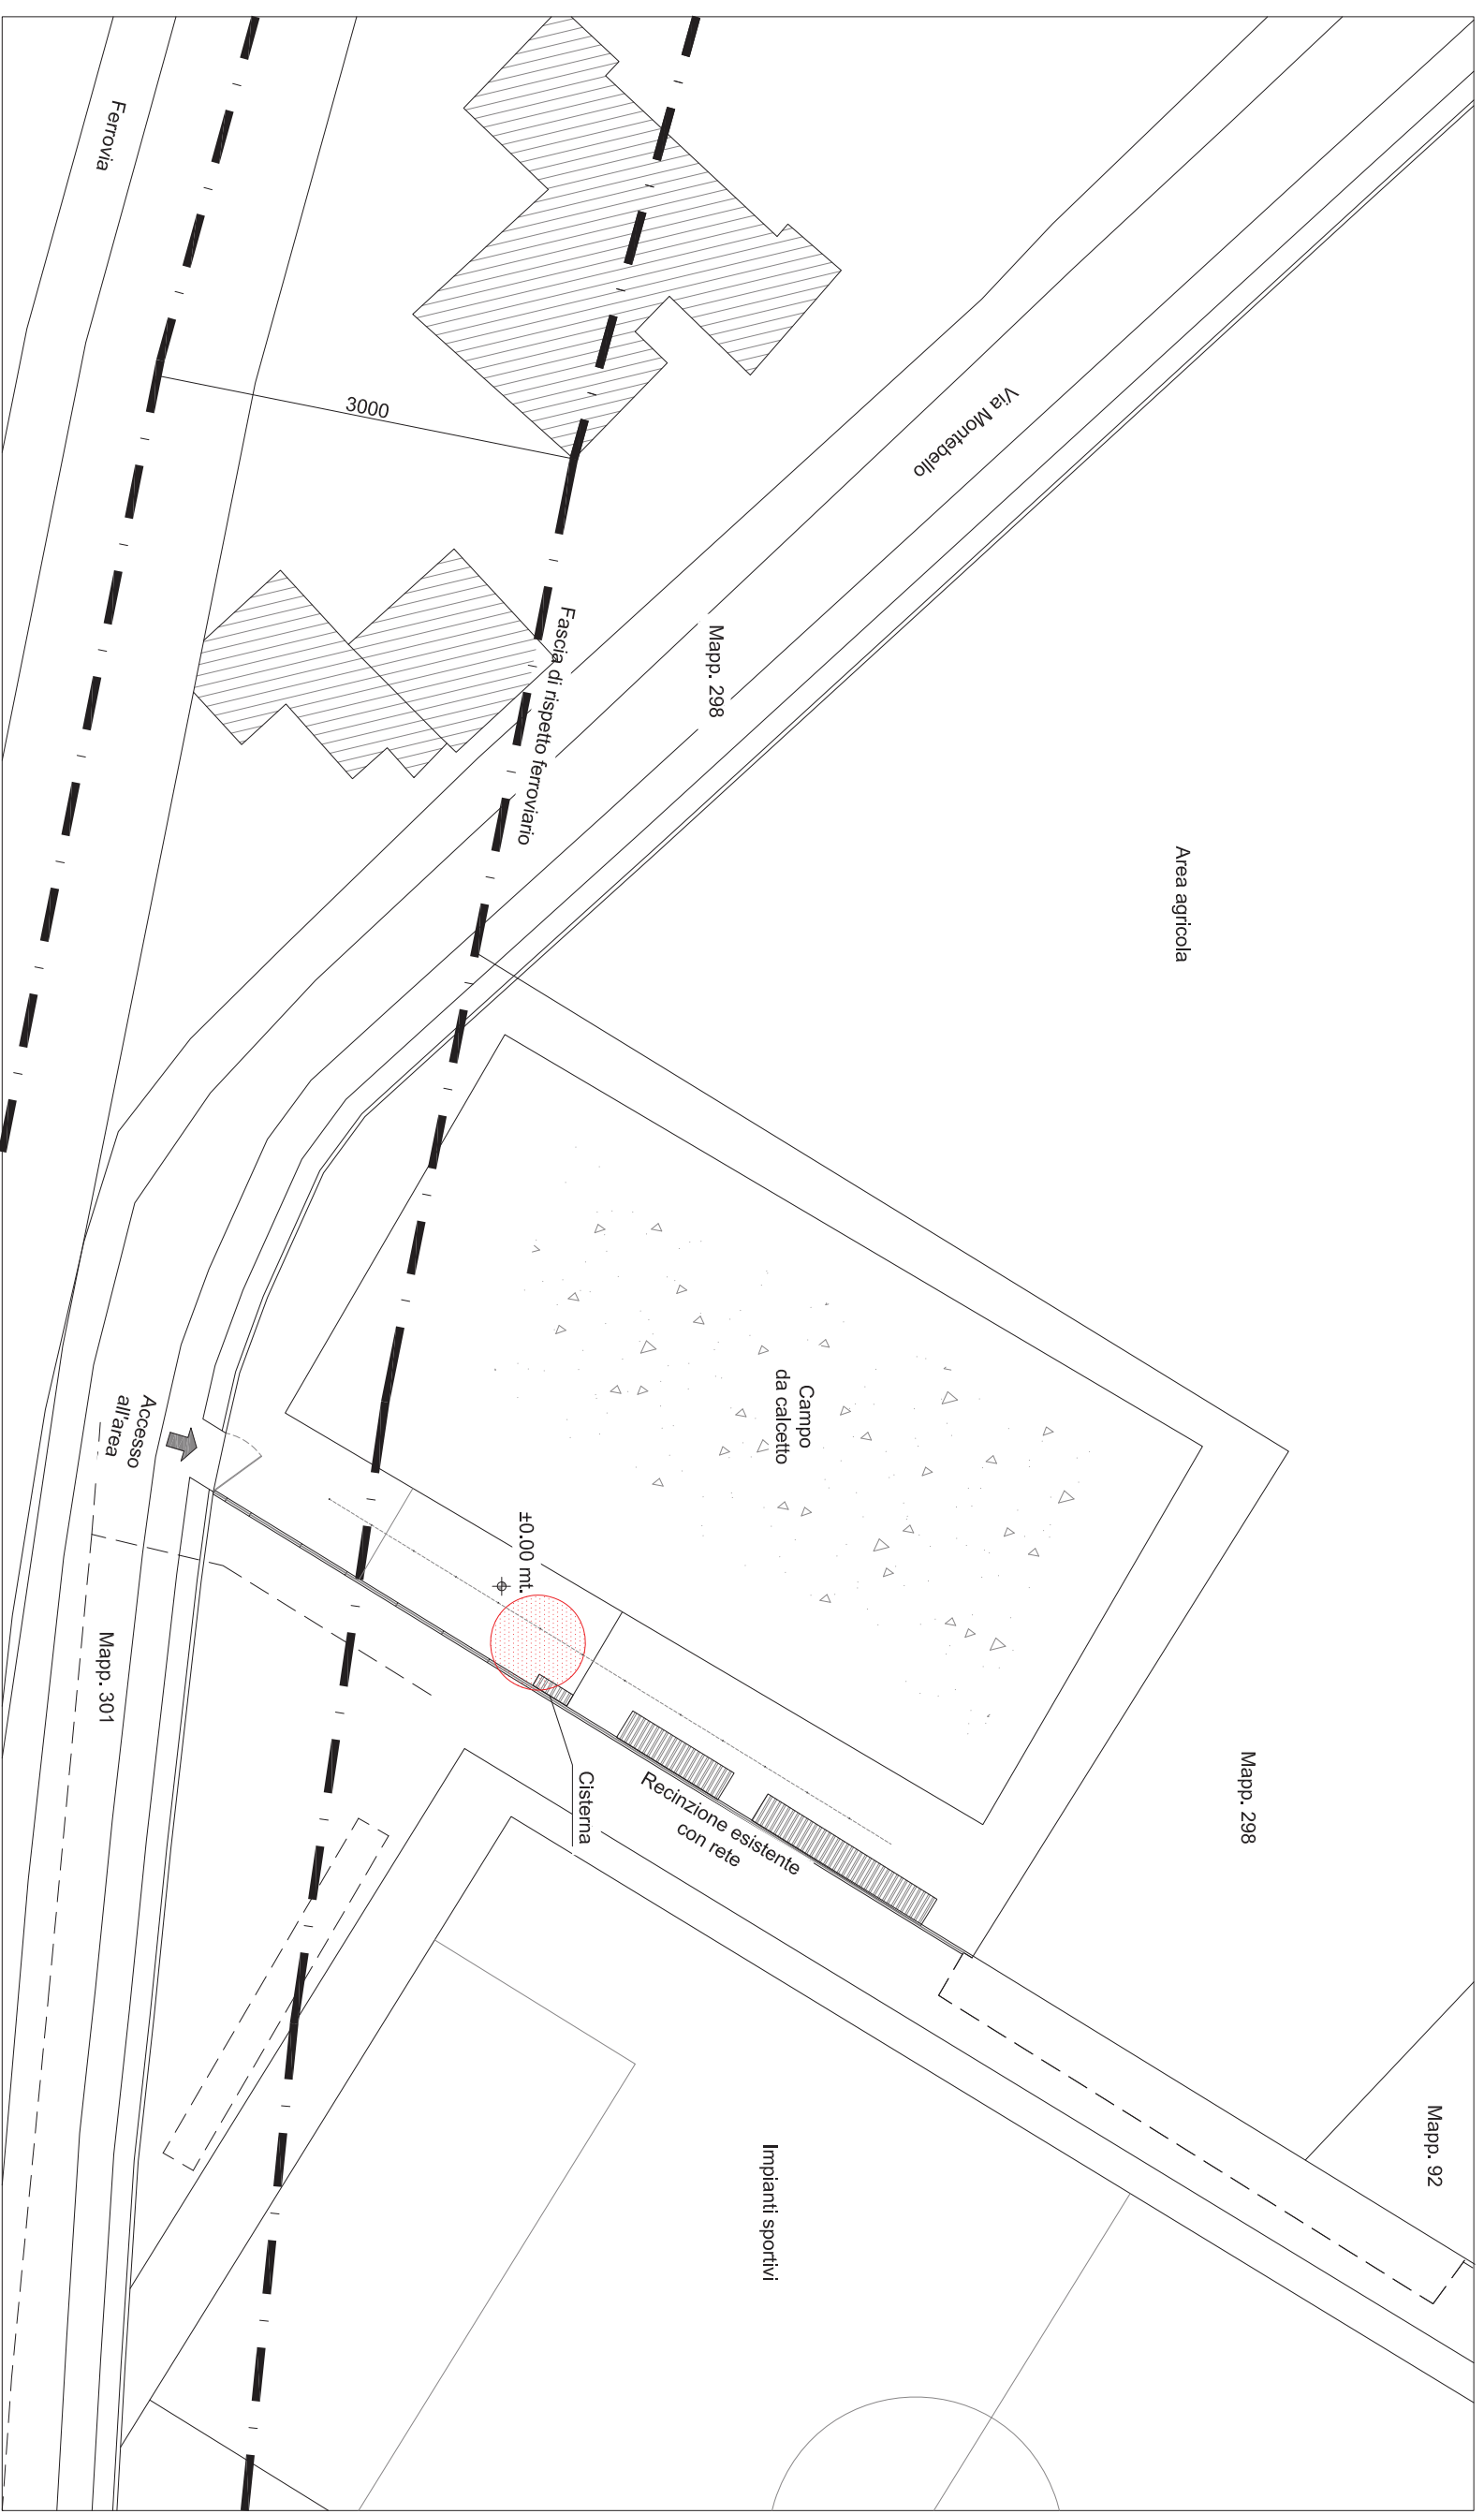 Ferrovia
3000
Via Montebello
Fascia di rispetto ferroviario
Mapp. 298
Area agricola
Campo
da calcetto
Accesso
all'area
±0.00 mt.
Mapp. 301
Cisterna
Recinzione esistente
con rete
Mapp. 298
Mapp. 92
Impianti sportivi